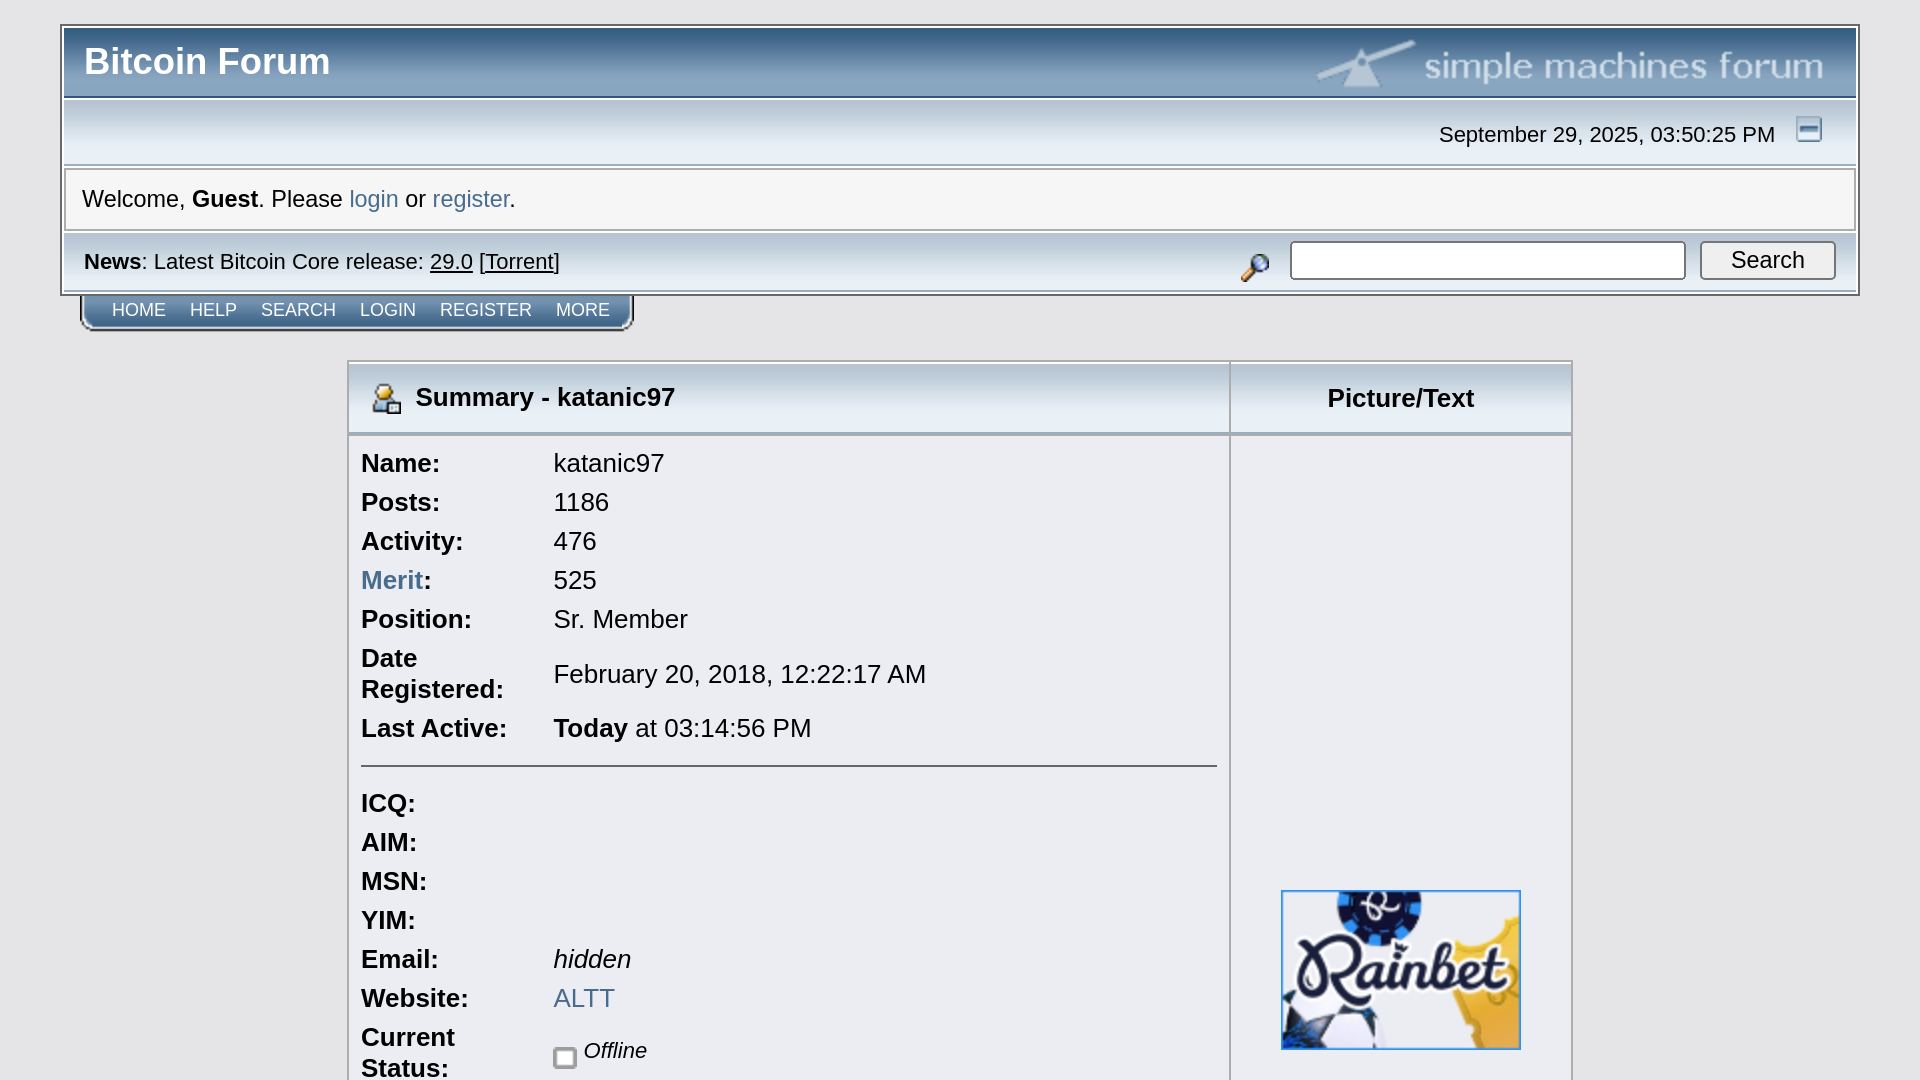 Bitcoin Forum
simple machines forum
September 29, 2025, 03:50:25 PM
Welcome, Guest. Please login or register.
News: Latest Bitcoin Core release: 29.0 [Torrent]
Search
HOME HELP SEARCH LOGIN REGISTER MORE
Summary - katanic97
Picture/Text
Name: katanic97
Posts: 1186
Activity: 476
Merit: 525
Position: Sr. Member
Date
Registered: February 20, 2018, 12:22:17 AM
Last Active: Today at 03:14:56 PM
ICQ:
AIM:
MSN:
YIM:
Email: hidden
Website: ALTT
Current
Status: Offline
R
Rainbet